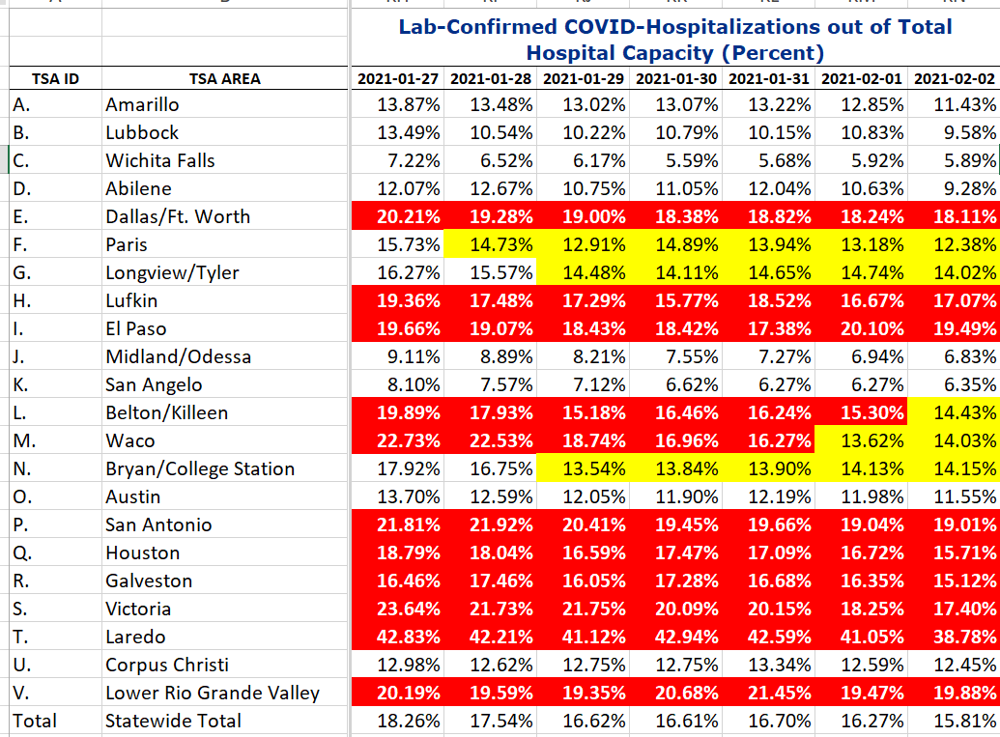 Lab-Confirmed COVID-Hospitalizations out of Total
Hospital Capacity (Percent)
TSA ID TSA AREA 2021-01-27 2021-01-28 2021-01-29 2021-01-30 2021-01-31 2021-02-01 2021-02-02
A. Amarillo 13.87% 13.48% 13.02% 13.07% 13.22% 12.85% 11.43%
B. Lubbock 13.49% 10.54% 10.22% 10.79% 10.15% 10.83% 9.58%
C. Wichita Falls 7.22% 6.52% 6.17% 5.59% 5.68% 5.92% 5.89%
D. Abilene 12.07% 12.67% 10.75% 11.05% 12.04% 10.63% 9.28%
E. Dallas/Ft. Worth 20.21% 19.28% 19.00% 18.38% 18.82% 18.24% 18.11%
F. Paris 15.73% 14.73% 12.91% 14.89% 13.94% 13.18% 12.38%
G. Longview/Tyler 16.27% 15.57% 14.48% 14.11% 14.65% 14.74% 14.02%
H. Lufkin 19.36% 17.48% 17.29% 15.77% 18.52% 16.67% 17.07%
I. El Paso 19.66% 19.07% 18.43% 18.42% 17.38% 20.10% 19.49%
J. Midland/Odessa 9.11% 8.89% 8.21% 7.55% 7.27% 6.94% 6.83%
K. San Angelo 8.10% 7.57% 7.12% 6.62% 6.27% 6.27% 6.35%
L. Belton/Killeen 19.89% 17.93% 15.18% 16.46% 16.24% 15.30% 14.43%
M. Waco 22.73% 22.53% 18.74% 16.96% 16.27% 13.62% 14.03%
N. Bryan/College Station 17.92% 16.75% 13.54% 13.84% 13.90% 14.13% 14.15%
O. Austin 13.70% 12.59% 12.05% 11.90% 12.19% 11.98% 11.55%
P. San Antonio 21.81% 21.92% 20.41% 19.45% 19.66% 19.04% 19.01%
Q. Houston 18.79% 18.04% 16.59% 17.47% 17.09% 16.72% 15.71%
R. Galveston 16.46% 17.46% 16.05% 17.28% 16.68% 16.35% 15.12%
S. Victoria 23.64% 21.73% 21.75% 20.09% 20.15% 18.25% 17.40%
T. Laredo 42.83% 42.21% 41.12% 42.94% 42.59% 41.05% 38.78%
U. Corpus Christi 12.98% 12.62% 12.75% 12.75% 13.34% 12.59% 12.45%
V. Lower Rio Grande Valley 20.19% 19.59% 19.35% 20.68% 21.45% 19.47% 19.88%
Total Statewide Total 18.26% 17.54% 16.62% 16.61% 16.70% 16.27% 15.81%